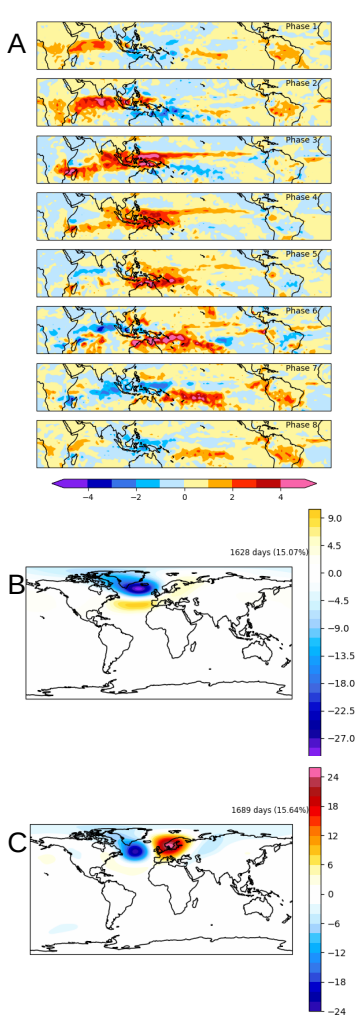 A
Phase 1
Phase 2
Phase 3
Phase 4
Phase 5
Phase 6
Phase 7
Phase 8
−4 −2 0 2 4
B
1628 days (15.07%)
9.0
4.5
0.0
−4.5
−9.0
−13.5
−18.0
−22.5
−27.0
C
1689 days (15.64%)
24
18
12
6
0
−6
−12
−18
−24